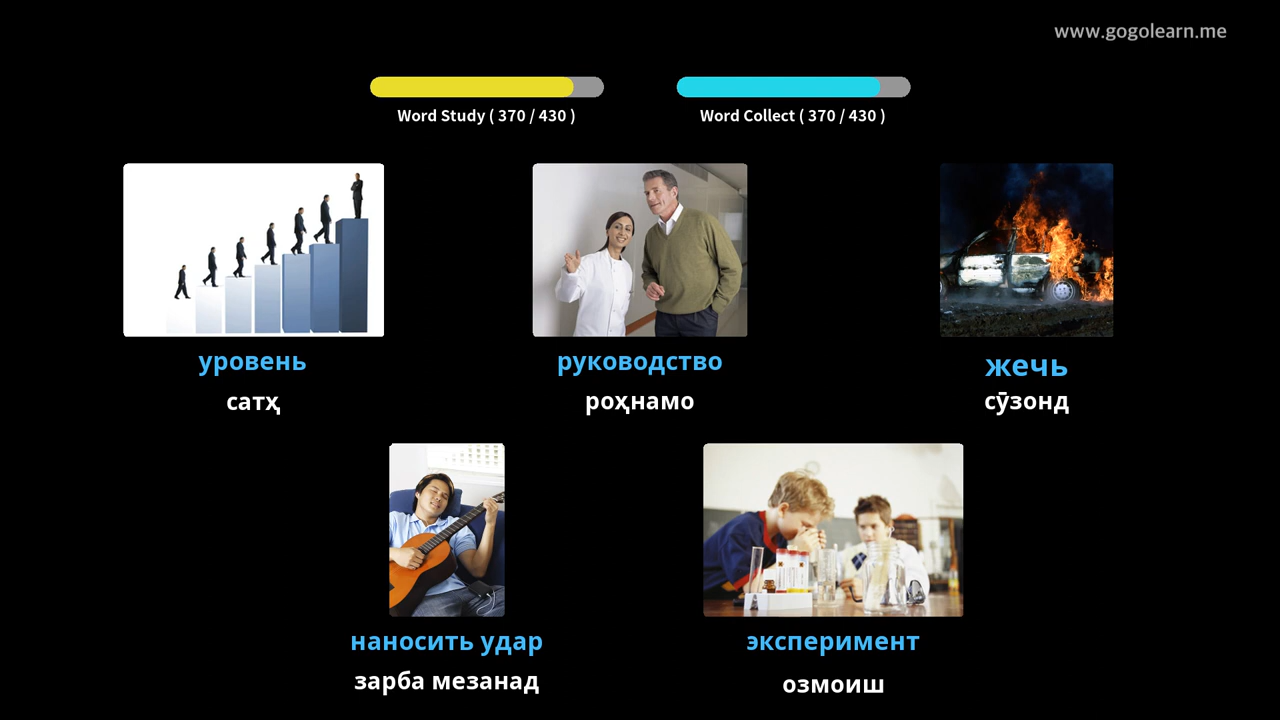 www.gogolearn.me
Word Study ( 370 / 430 )
Word Collect ( 370 / 430 )
уровень
руководство
жечь
сатҳ
роҳнамо
сӯзонд
наносить удар
эксперимент
зарба мезанад
озмоиш